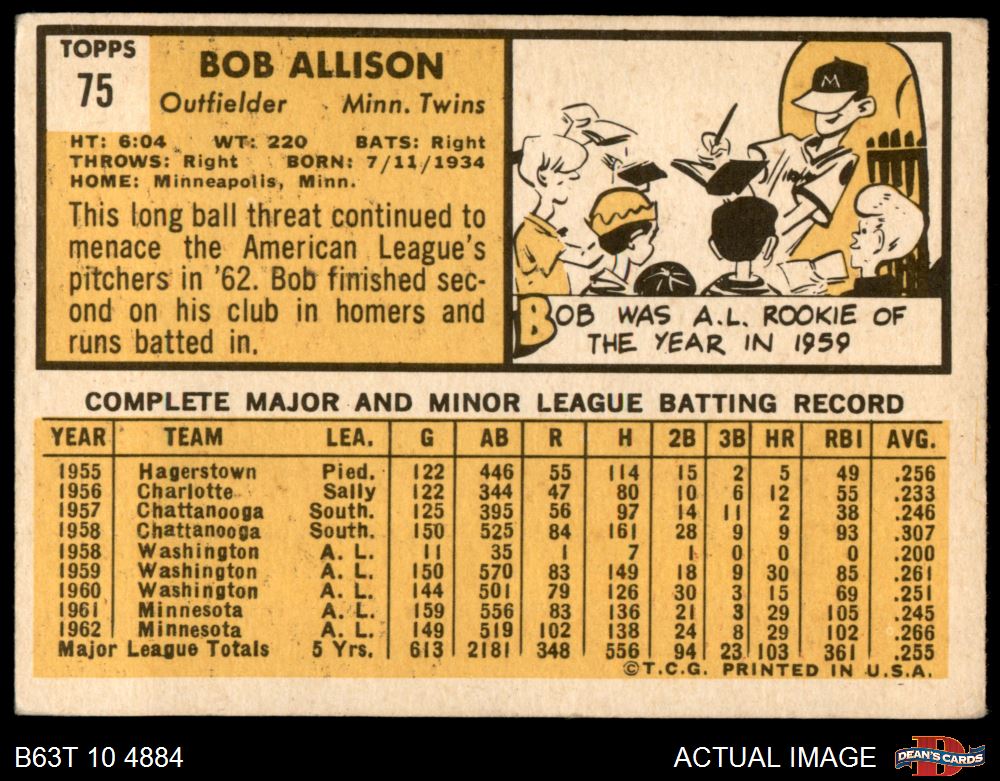 TOPPS
75
BOB ALLISON
Outfielder Minn. Twins
HT: 6:04 WT: 220 BATS: Right
THROWS: Right BORN: 7/11/1934
HOME: Minneapolis, Minn.
This long ball threat continued to
menace the American League's
pitchers in '62. Bob finished sec-
ond on his club in homers and
runs batted in.
M
BOB WAS A.L. ROOKIE OF
THE YEAR IN 1959
COMPLETE MAJOR AND MINOR LEAGUE BATTING RECORD
YEAR TEAM LEA. G AB R H 2B 3B HR RBI AVG.
1955 Hagerstown Pied. 122 446 55 114 15 2 5 49 .256
1956 Charlotte Sally 122 344 47 80 10 6 12 55 .233
1957 Chattanooga South. 125 395 56 97 14 11 2 38 .246
1958 Chattanooga South. 150 525 84 161 28 9 9 93 .307
1958 Washington A. L. 11 35 1 7 1 0 0 0 .200
1959 Washington A. L. 150 570 83 149 18 9 30 85 .261
1960 Washington A. L. 144 501 79 126 30 3 15 69 .251
1961 Minnesota A. L. 159 556 83 136 21 3 29 105 .245
1962 Minnesota A. L. 149 519 102 138 24 8 29 102 .266
Major League Totals 5 Yrs. 613 2181 348 556 94 23 103 361 .255
©T.C.G. PRINTED IN U.S.A.
B63T 10 4884
ACTUAL IMAGE
D
DEAN'S CARDS